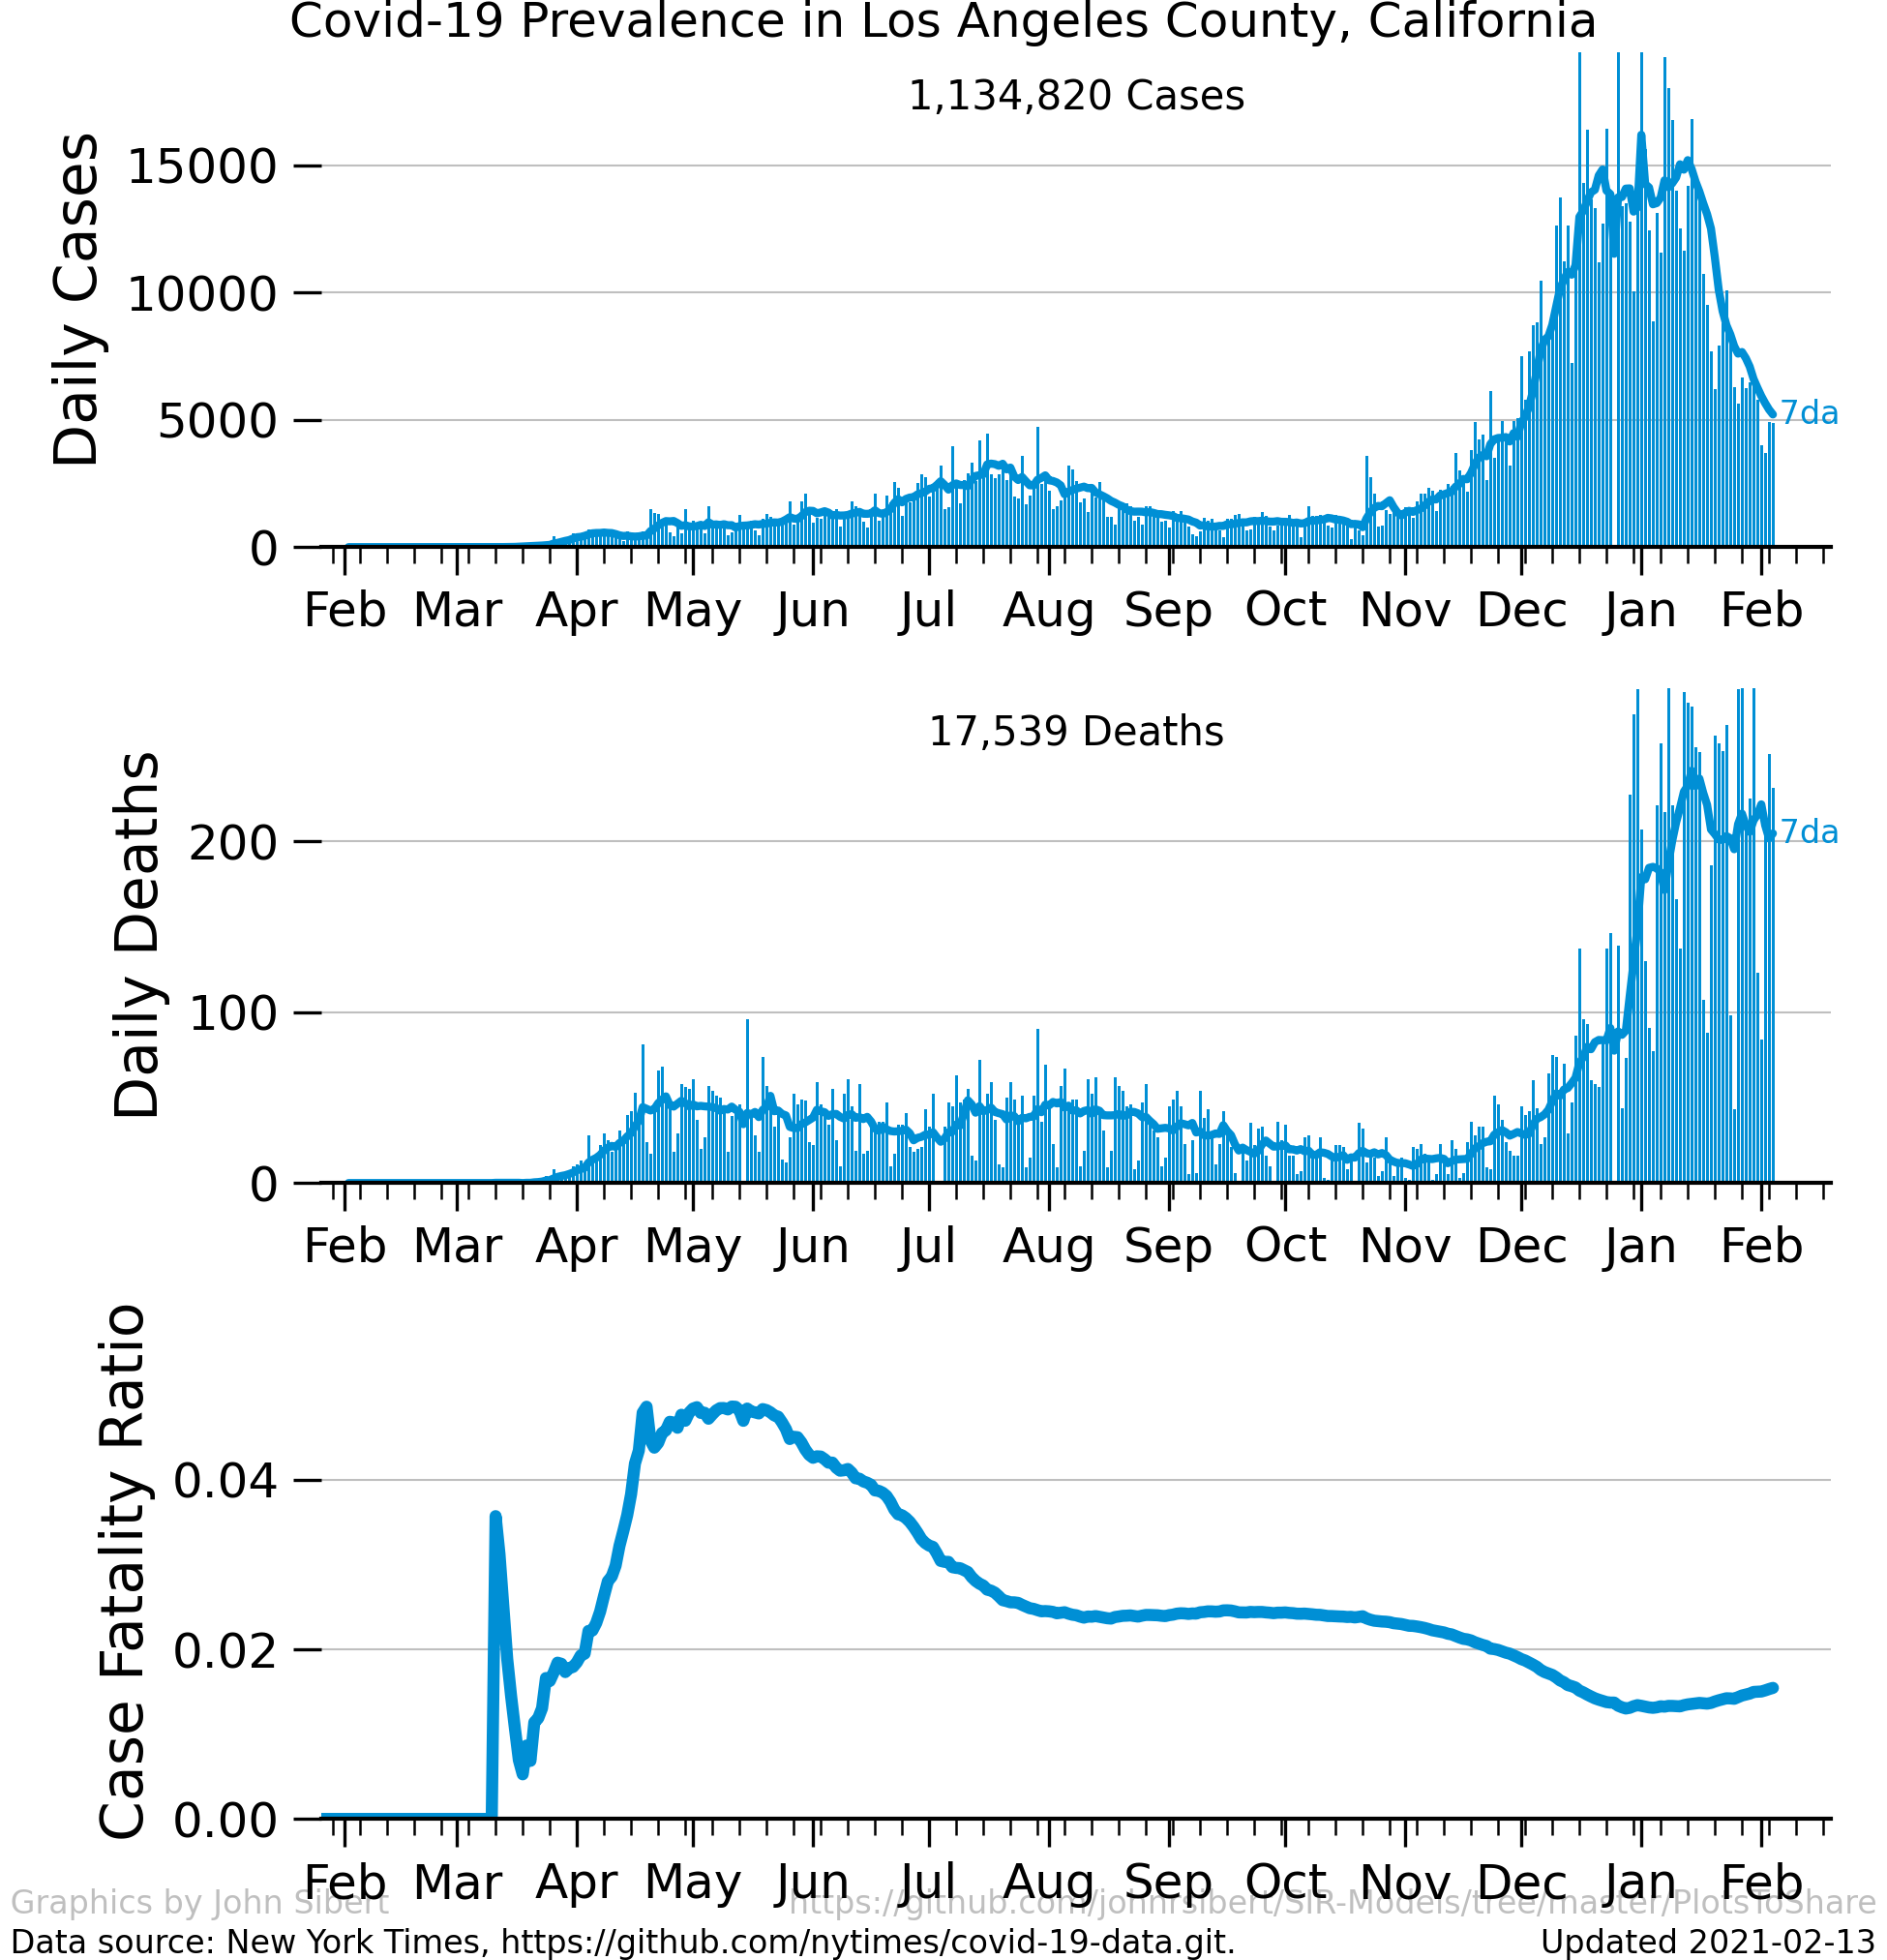 Covid-19 Prevalence in Los Angeles County, California
1,134,820 Cases
Daily Cases
15000
10000
5000
0
7da
Feb Mar Apr May Jun Jul Aug Sep Oct Nov Dec Jan Feb
17,539 Deaths
Daily Deaths
200
100
0
7da
Feb Mar Apr May Jun Jul Aug Sep Oct Nov Dec Jan Feb
Case Fatality Ratio
0.04
0.02
0.00
Feb Mar Apr May Jun Jul Aug Sep Oct Nov Dec Jan Feb
Graphics by John Sibert https://github.com/johnrsibert/SIR-Models/tree/master/PlotsToShare
Data source: New York Times, https://github.com/nytimes/covid-19-data.git. Updated 2021-02-13